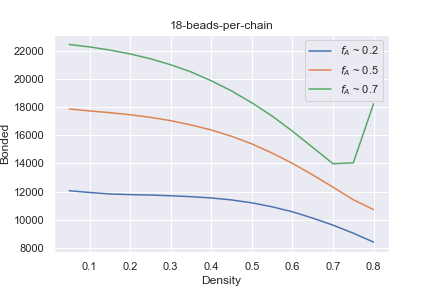 18-beads-per-chain
Bonded
22000
20000
18000
16000
14000
12000
10000
8000
f_A ~ 0.2
f_A ~ 0.5
f_A ~ 0.7
0.1 0.2 0.3 0.4 0.5 0.6 0.7 0.8
Density